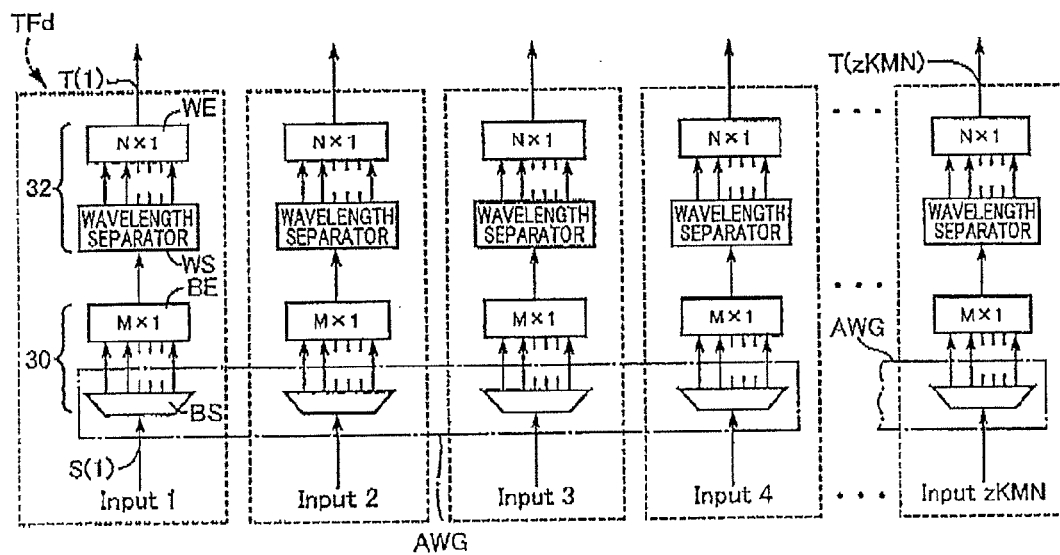 TFd
T(1)
T(zKMN)
WE
N×1 N×1 N×1 N×1 N×1
32
WAVELENGTH SEPARATOR WAVELENGTH SEPARATOR WAVELENGTH SEPARATOR WAVELENGTH SEPARATOR WAVELENGTH SEPARATOR
WS
BE
M×1 M×1 M×1 M×1 M×1
AWG
30
BS
S(1)
Input 1 Input 2 Input 3 Input 4 Input zKMN
AWG